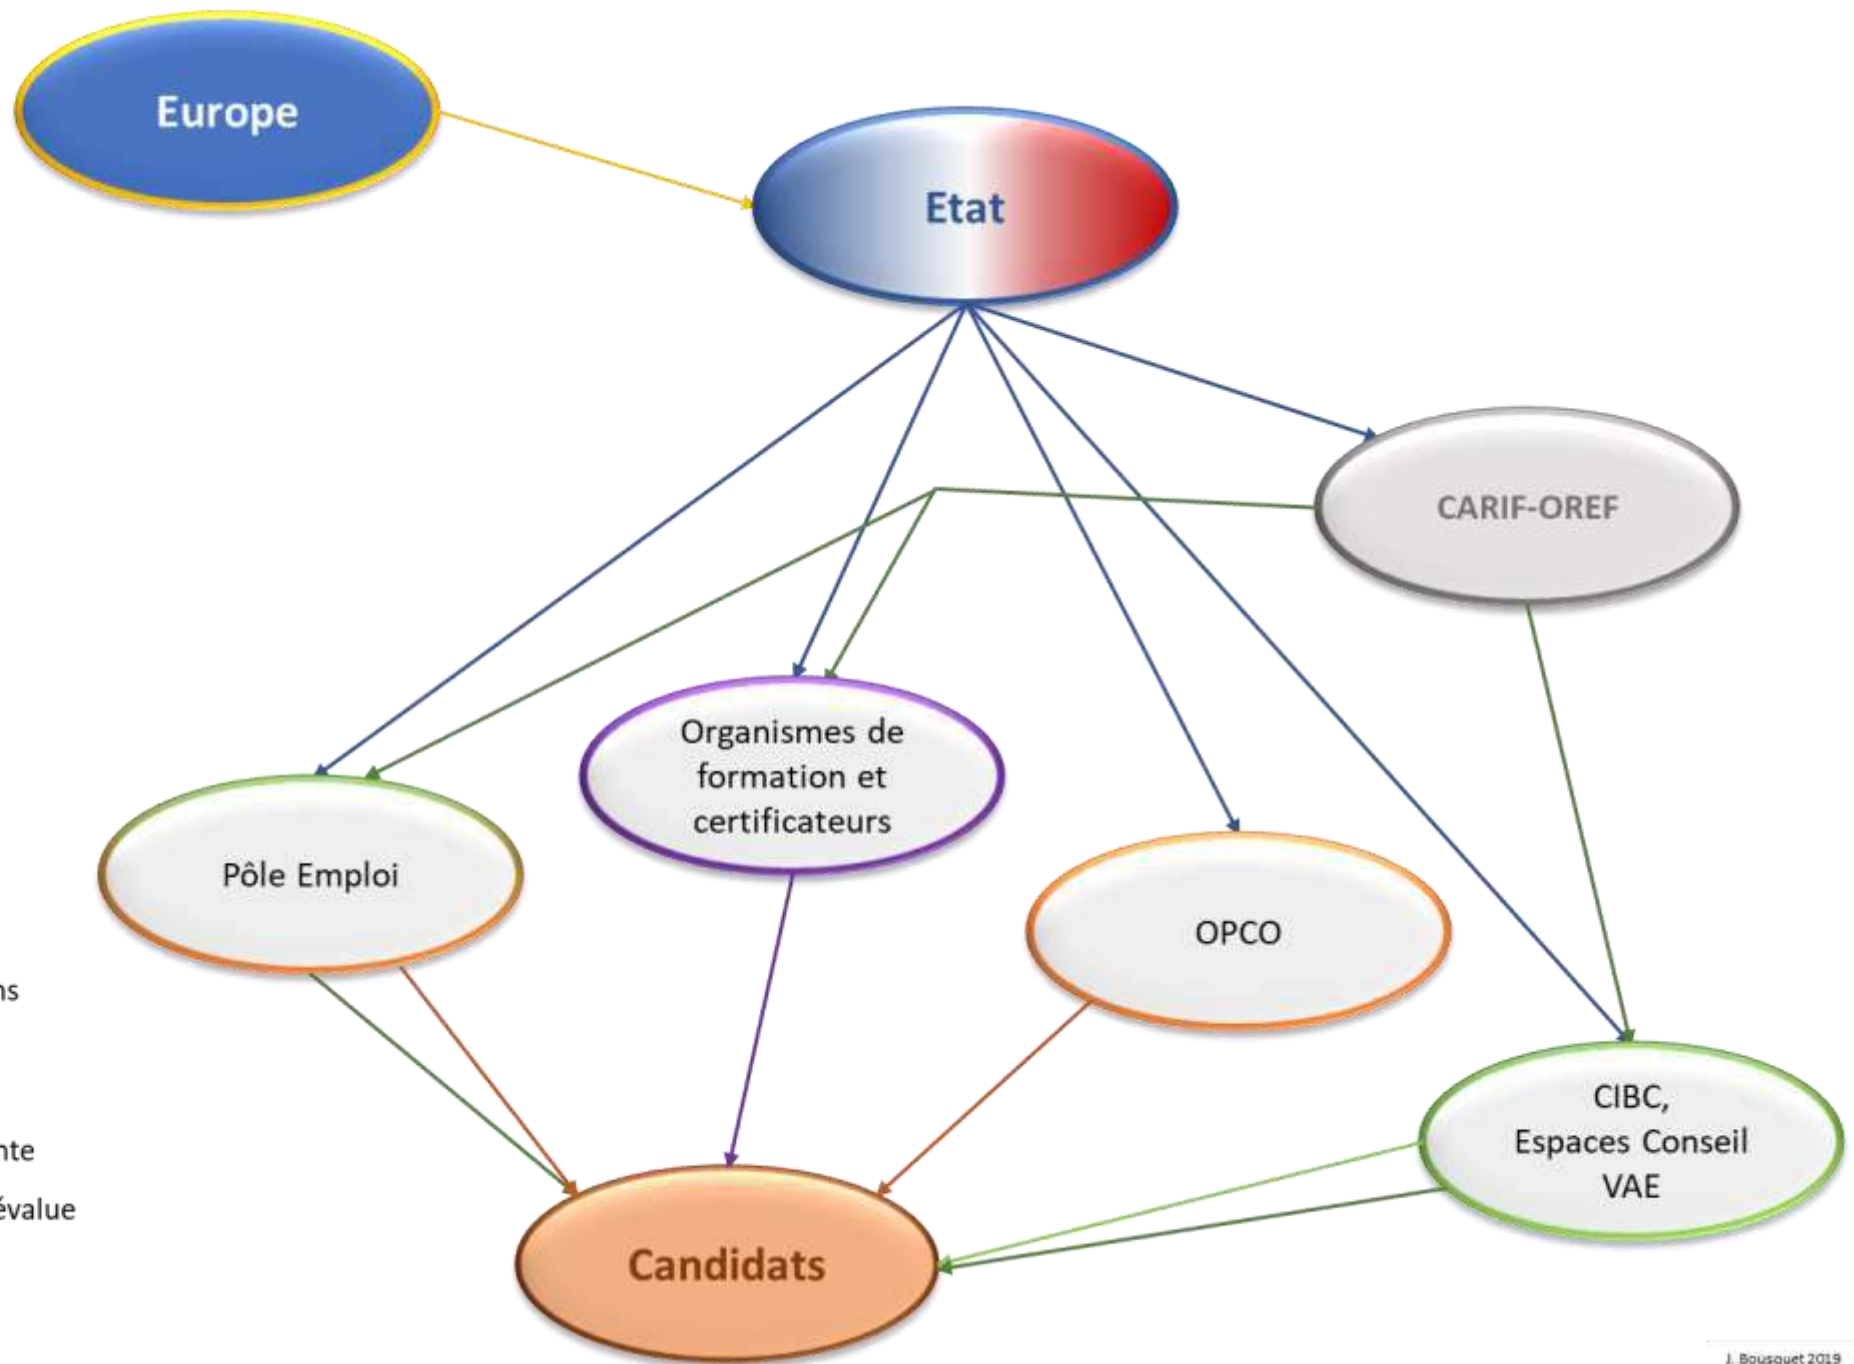 Europe
Etat
CARIF-OREF
Organismes de
formation et
certificateurs
Pôle Emploi
OPCO
ns
CIBC,
Espaces Conseil
VAE
nte
évalue
Candidats
J. Bousquet 2019